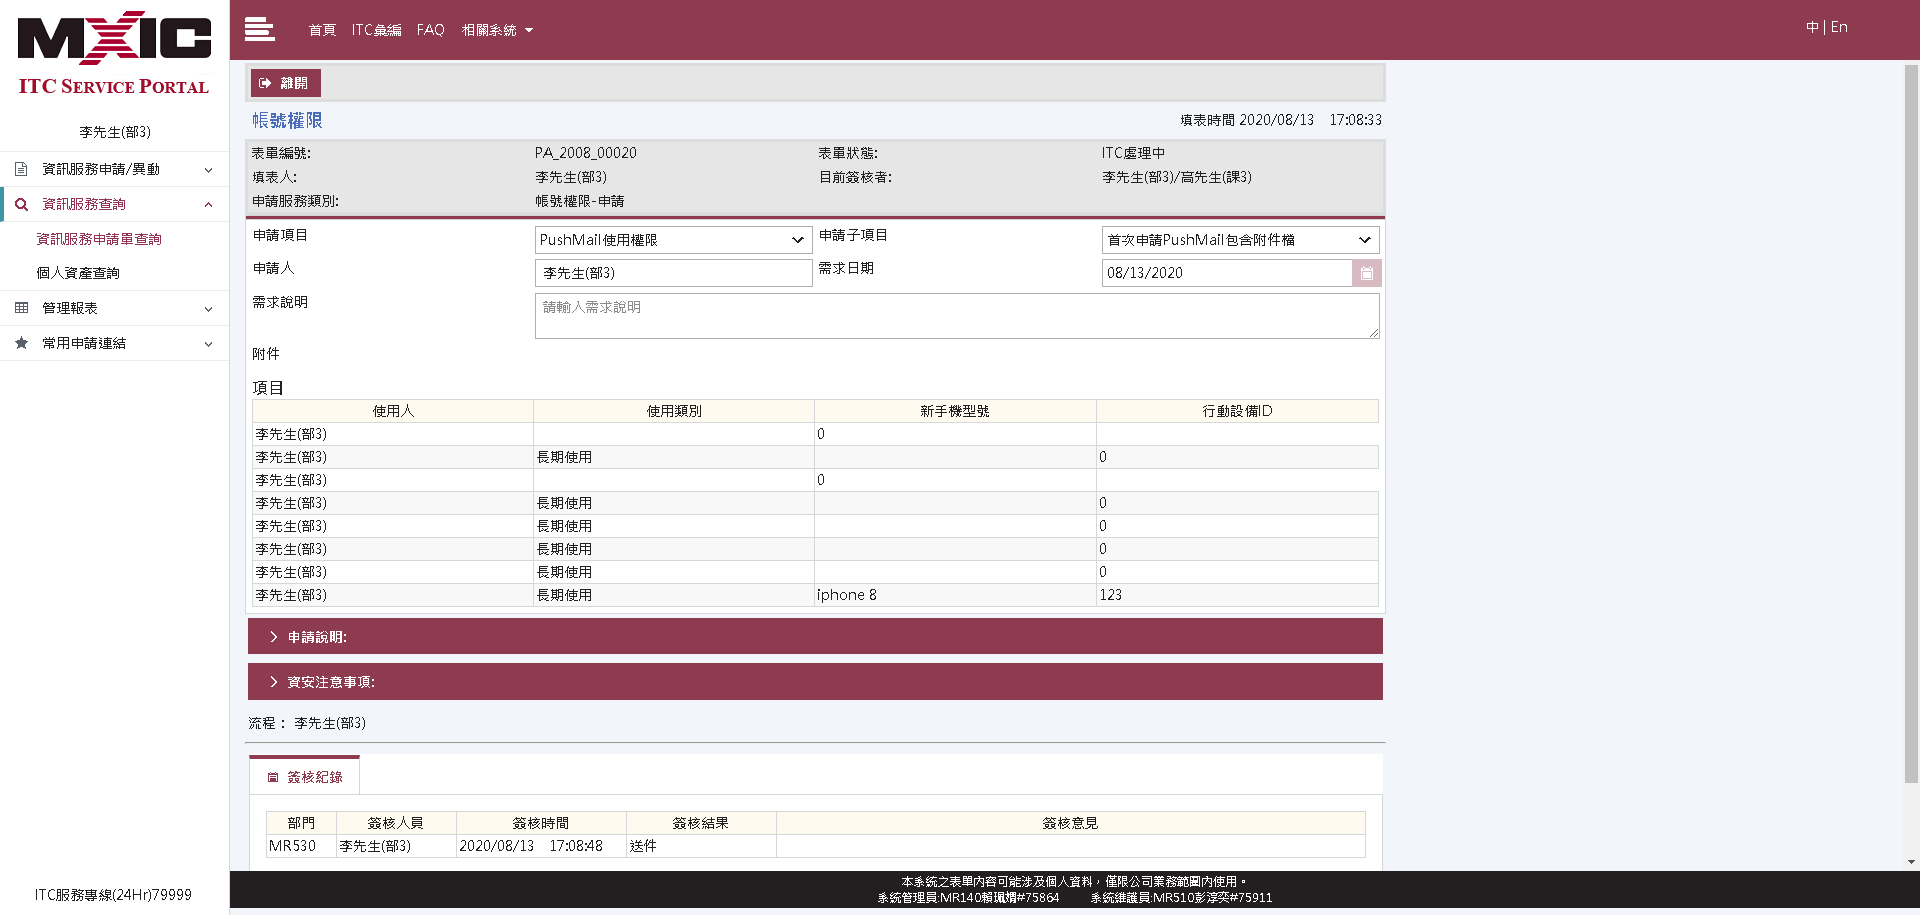 MXIC
ITC SERVICE PORTAL
李先生(部3)
資訊服務申請/異動
資訊服務查詢
資訊服務申請單查詢
個人資產查詢
管理報表
常用申請連結
ITC服務專線(24Hr)79999
首頁 ITC彙編 FAQ 相關系統
中 | En
離開
帳號權限
填表時間 2020/08/13 17:08:33
表單編號: PA_2008_00020 表單狀態: ITC處理中
填表人: 李先生(部3) 目前簽核者: 李先生(部3)/高先生(課3)
申請服務類別: 帳號權限-申請
申請項目 PushMail使用權限 申請子項目 首次申請PushMail包含附件檔
申請人 李先生(部3) 需求日期 08/13/2020
需求說明 請輸入需求說明
附件
項目
使用人 使用類別 新手機型號 行動設備ID
李先生(部3) 0
李先生(部3) 長期使用 0
李先生(部3) 0
李先生(部3) 長期使用 0
李先生(部3) 長期使用 0
李先生(部3) 長期使用 0
李先生(部3) 長期使用 0
李先生(部3) 長期使用 iphone 8 123
申請說明:
資安注意事項:
流程： 李先生(部3)
簽核紀錄
部門 簽核人員 簽核時間 簽核結果 簽核意見
MR530 李先生(部3) 2020/08/13 17:08:48 送件
本系統之表單內容可能涉及個人資料，僅限公司業務範圍內使用。
系統管理員:MR140賴珮嫺#75864 系統維護員:MR510彭淳奕#75911